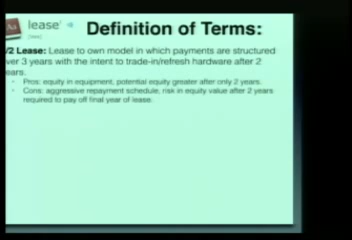 lease
Definition of Terms:
/2 Lease: Lease to own model in which payments are structured
ver 3 years with the intent to trade-in/refresh hardware after 2
ears.
Pros: equity in equipment, potential equity greater after only 2 years.
Cons: aggressive repayment schedule, risk in equity value after 2 years
required to pay off final year of lease.